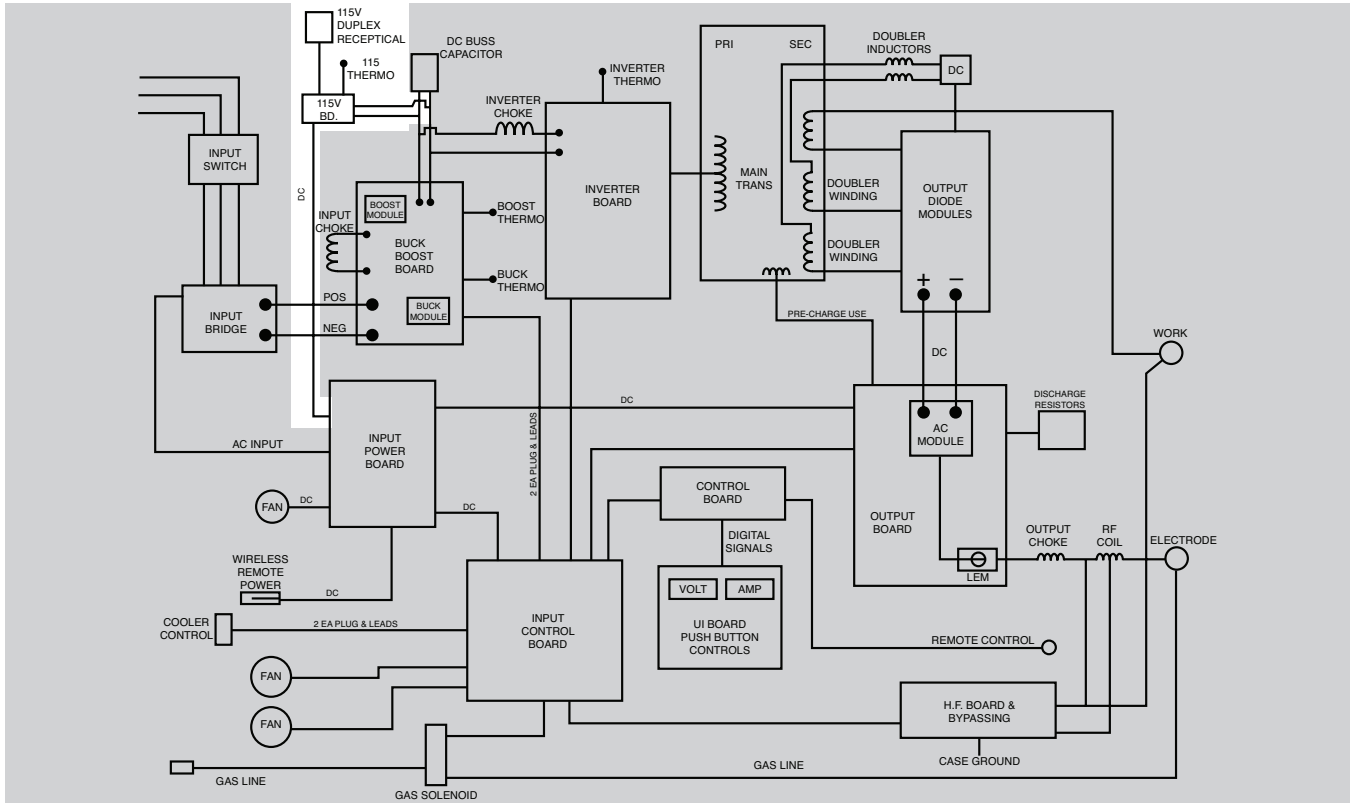 115V
DUPLEX
RECEPTICAL
115
THERMO
115V
BD.
DC BUSS
CAPACITOR
INVERTER
CHOKE
INVERTER
THERMO
PRI
SEC
DOUBLER
INDUCTORS
DC
INPUT
SWITCH
DC
INPUT
CHOKE
BOOST
MODULE
BUCK
BOOST
BOARD
BOOST
THERMO
BUCK
THERMO
BUCK
MODULE
INVERTER
BOARD
MAIN
TRANS
DOUBLER
WINDING
DOUBLER
WINDING
OUTPUT
DIODE
MODULES
+ −
INPUT
BRIDGE
POS
NEG
PRE-CHARGE USE
DC
WORK
DISCHARGE
RESISTORS
AC
MODULE
DC
AC INPUT
INPUT
POWER
BOARD
2 EA PLUG & LEADS
FAN
DC
DC
CONTROL
BOARD
DIGITAL
SIGNALS
OUTPUT
BOARD
LEM
OUTPUT
CHOKE
RF
COIL
ELECTRODE
WIRELESS
REMOTE
POWER
DC
COOLER
CONTROL
2 EA PLUG & LEADS
INPUT
CONTROL
BOARD
VOLT
AMP
UI BOARD
PUSH BUTTON
CONTROLS
REMOTE CONTROL
FAN
FAN
H.F. BOARD &
BYPASSING
CASE GROUND
GAS LINE
GAS SOLENOID
GAS LINE